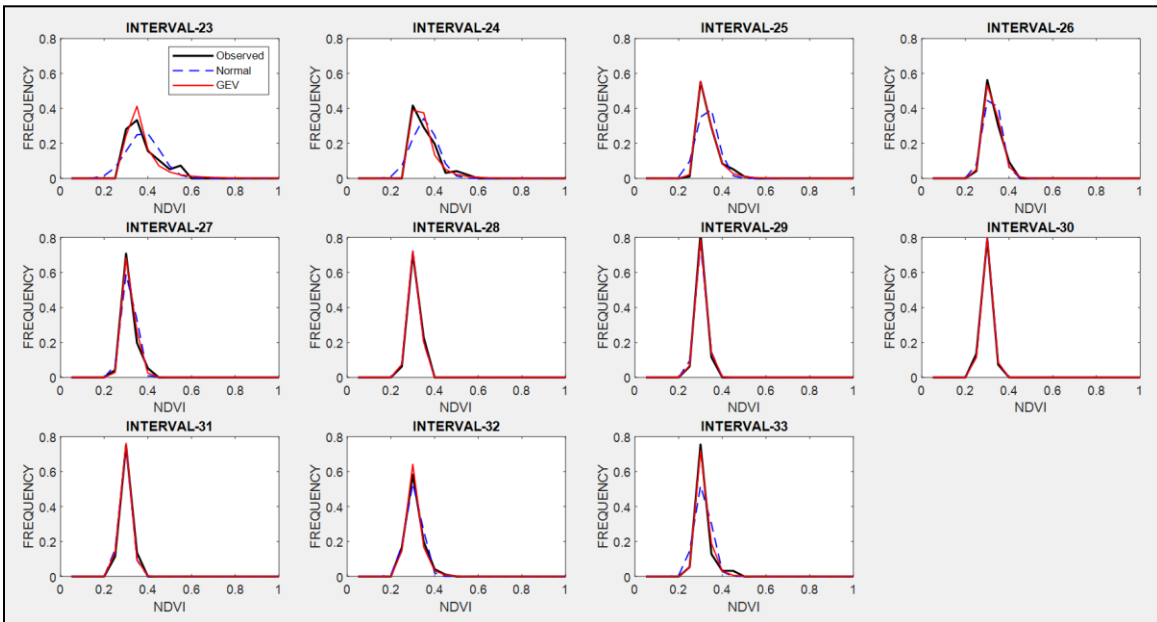 INTERVAL-23
0.8
0.6
0.4
0.2
0
FREQUENCY
Observed
Normal
GEV
0 0.2 0.4 0.6 0.8 1
NDVI
INTERVAL-24
0.8
0.6
0.4
0.2
0
FREQUENCY
0 0.2 0.4 0.6 0.8 1
NDVI
INTERVAL-25
0.8
0.6
0.4
0.2
0
FREQUENCY
0 0.2 0.4 0.6 0.8 1
NDVI
INTERVAL-26
0.8
0.6
0.4
0.2
0
FREQUENCY
0 0.2 0.4 0.6 0.8 1
NDVI
INTERVAL-27
0.8
0.6
0.4
0.2
0
FREQUENCY
0 0.2 0.4 0.6 0.8 1
NDVI
INTERVAL-28
0.8
0.6
0.4
0.2
0
FREQUENCY
0 0.2 0.4 0.6 0.8 1
NDVI
INTERVAL-29
0.8
0.6
0.4
0.2
0
FREQUENCY
0 0.2 0.4 0.6 0.8 1
NDVI
INTERVAL-30
0.8
0.6
0.4
0.2
0
FREQUENCY
0 0.2 0.4 0.6 0.8 1
NDVI
INTERVAL-31
0.8
0.6
0.4
0.2
0
FREQUENCY
0 0.2 0.4 0.6 0.8 1
NDVI
INTERVAL-32
0.8
0.6
0.4
0.2
0
FREQUENCY
0 0.2 0.4 0.6 0.8 1
NDVI
INTERVAL-33
0.8
0.6
0.4
0.2
0
FREQUENCY
0 0.2 0.4 0.6 0.8 1
NDVI